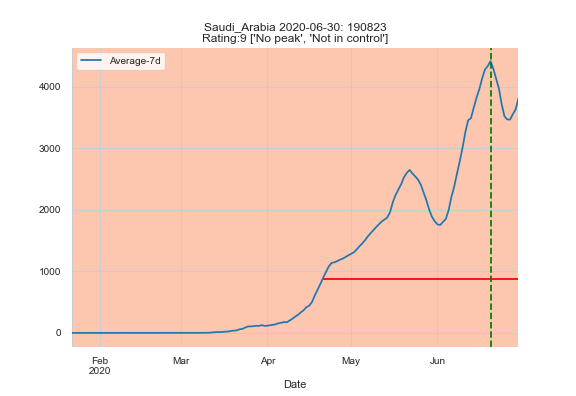 Saudi_Arabia 2020-06-30: 190823
Rating:9 ['No peak', 'Not in control']
Average-7d
4000
3000
2000
1000
0
Feb Mar Apr May Jun
2020
Date